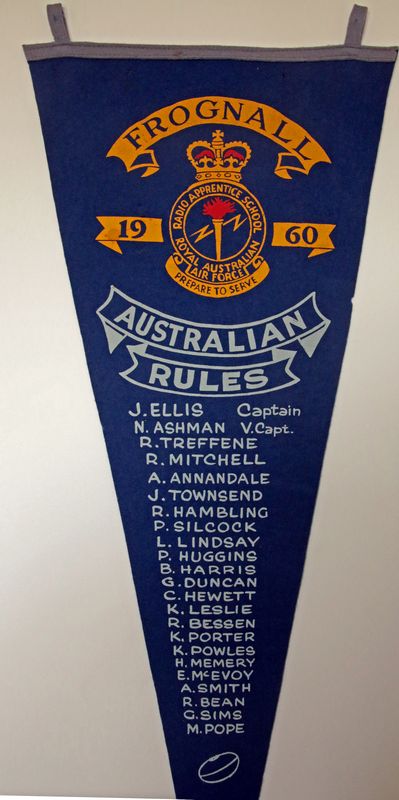 FROGNALL
19 60
RADIO APPRENTICE SCHOOL
ROYAL AUSTRALIAN
AIR FORCE
PREPARE TO SERVE
AUSTRALIAN
RULES
J. ELLIS Captain
N. ASHMAN V. Capt.
R. TREFFENE
R. MITCHELL
A. ANNANDALE
J. TOWNSEND
R. HAMBLING
P. SILCOCK
L. LINDSAY
P. HUGGINS
B. HARRIS
G. DUNCAN
C. HEWETT
K. LESLIE
R. BESSEN
K. PORTER
K. POWLES
H. MEMERY
E. McEVOY
A. SMITH
R. BEAN
G. SIMS
M. POPE